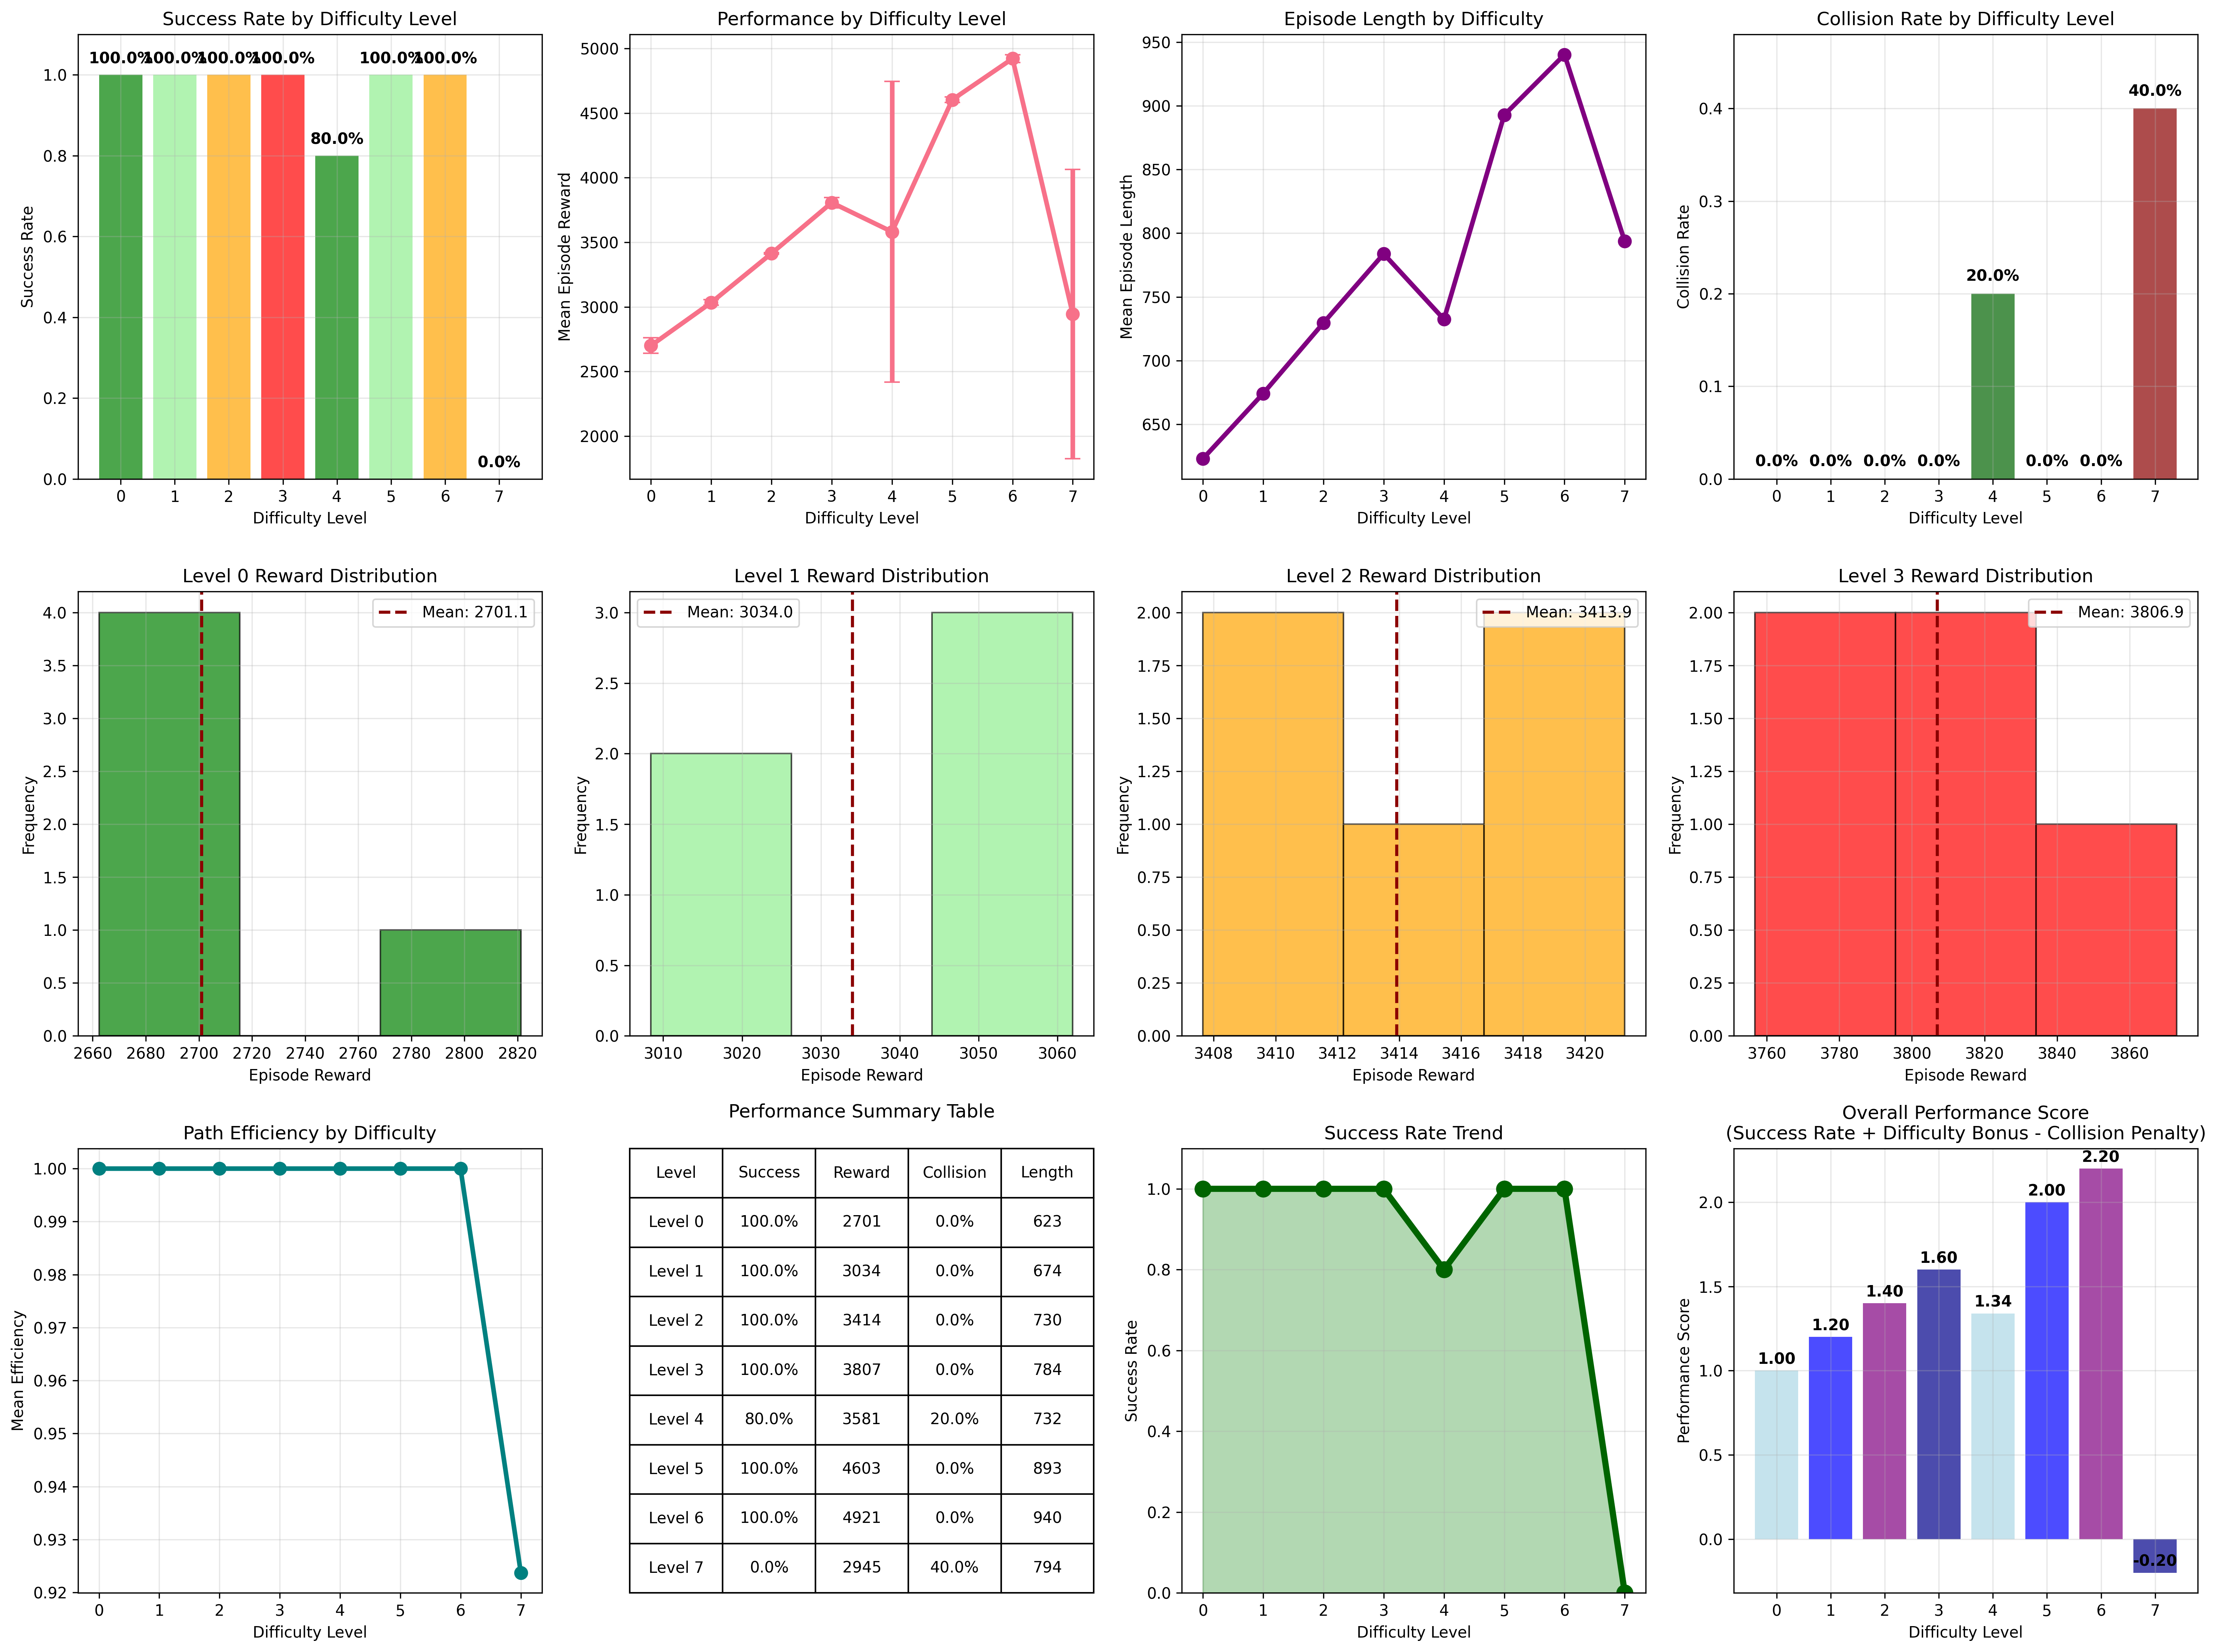 Success Rate by Difficulty Level
100.0%
100.0%
100.0%
100.0%
80.0%
100.0%
100.0%
0.0%
1.0
0.8
0.6
0.4
0.2
0.0
Success Rate
0 1 2 3 4 5 6 7
Difficulty Level
Performance by Difficulty Level
5000
4500
4000
3500
3000
2500
2000
Mean Episode Reward
0 1 2 3 4 5 6 7
Difficulty Level
Episode Length by Difficulty
950
900
850
800
750
700
650
Mean Episode Length
0 1 2 3 4 5 6 7
Difficulty Level
Collision Rate by Difficulty Level
0.4
0.3
0.2
0.1
0.0
Collision Rate
0.0% 0.0% 0.0% 0.0% 20.0% 0.0% 0.0% 40.0%
0 1 2 3 4 5 6 7
Difficulty Level
Level 0 Reward Distribution
Mean: 2701.1
4.0
3.5
3.0
2.5
2.0
1.5
1.0
0.5
0.0
Frequency
2660 2680 2700 2720 2740 2760 2780 2800 2820
Episode Reward
Level 1 Reward Distribution
Mean: 3034.0
3.0
2.5
2.0
1.5
1.0
0.5
0.0
Frequency
3010 3020 3030 3040 3050 3060
Episode Reward
Level 2 Reward Distribution
Mean: 3413.9
2.00
1.75
1.50
1.25
1.00
0.75
0.50
0.25
0.00
Frequency
3408 3410 3412 3414 3416 3418 3420
Episode Reward
Level 3 Reward Distribution
Mean: 3806.9
2.00
1.75
1.50
1.25
1.00
0.75
0.50
0.25
0.00
Frequency
3760 3780 3800 3820 3840 3860
Episode Reward
Path Efficiency by Difficulty
1.00
0.99
0.98
0.97
0.96
0.95
0.94
0.93
0.92
Mean Efficiency
0 1 2 3 4 5 6 7
Difficulty Level
Performance Summary Table
Level Success Reward Collision Length
Level 0 100.0% 2701 0.0% 623
Level 1 100.0% 3034 0.0% 674
Level 2 100.0% 3414 0.0% 730
Level 3 100.0% 3807 0.0% 784
Level 4 80.0% 3581 20.0% 732
Level 5 100.0% 4603 0.0% 893
Level 6 100.0% 4921 0.0% 940
Level 7 0.0% 2945 40.0% 794
Success Rate Trend
1.0
0.8
0.6
0.4
0.2
0.0
Success Rate
0 1 2 3 4 5 6 7
Difficulty Level
Overall Performance Score
(Success Rate + Difficulty Bonus - Collision Penalty)
2.0
1.5
1.0
0.5
0.0
Performance Score
1.00 1.20 1.40 1.60 1.34 2.00 2.20 -0.20
0 1 2 3 4 5 6 7
Difficulty Level